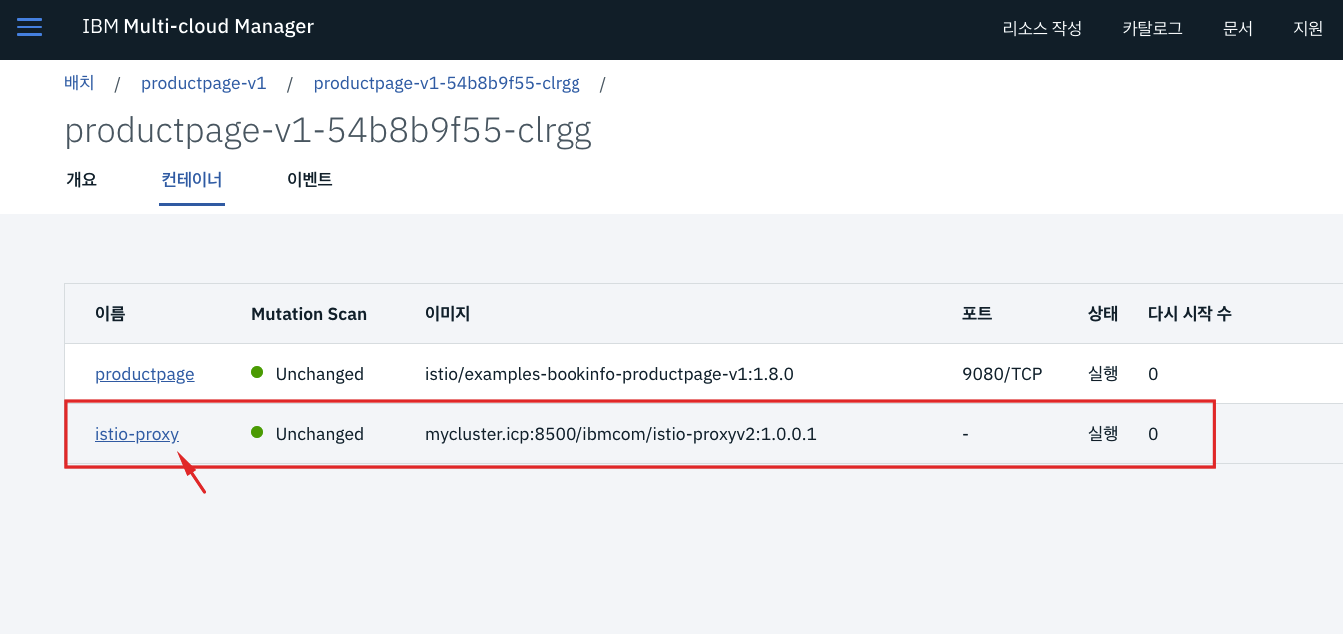 IBM Multi-cloud Manager 리소스 작성 카탈로그 문서 지원
배치 / productpage-v1 / productpage-v1-54b8b9f55-clrgg /
productpage-v1-54b8b9f55-clrgg
개요 컨테이너 이벤트
이름 Mutation Scan 이미지 포트 상태 다시 시작 수
productpage Unchanged istio/examples-bookinfo-productpage-v1:1.8.0 9080/TCP 실행 0
istio-proxy Unchanged mycluster.icp:8500/ibmcom/istio-proxyv2:1.0.0.1 - 실행 0